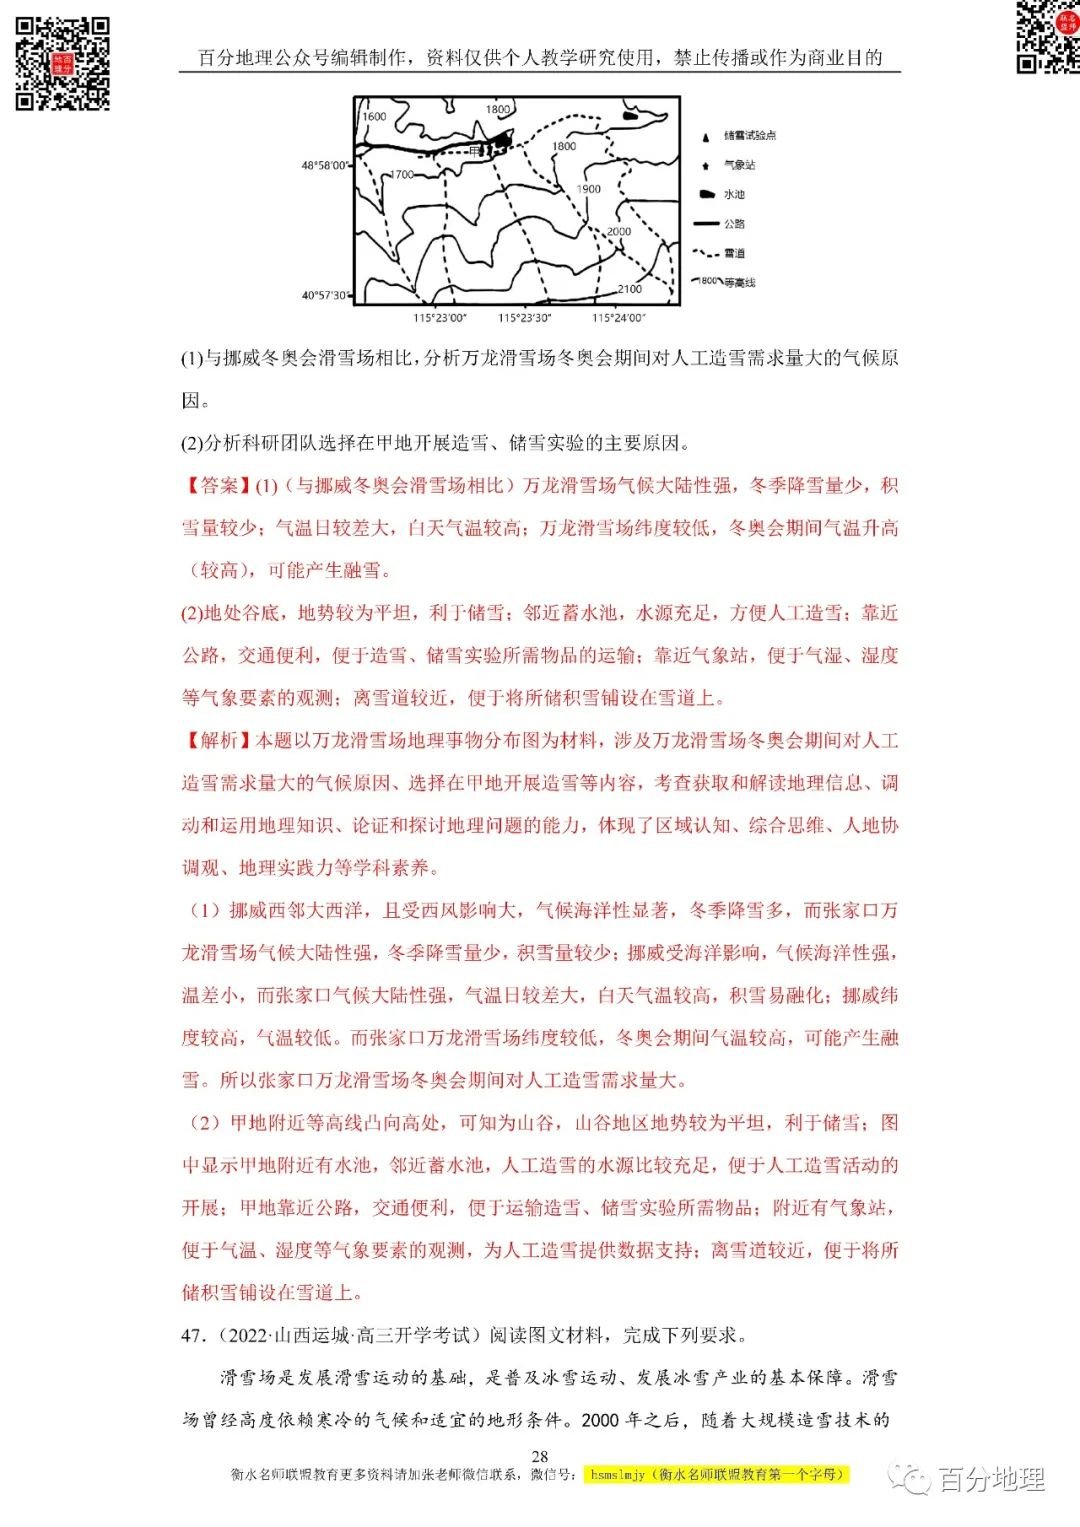 百分地理公众号编辑制作，资料仅供个人教学研究使用，禁止传播或作为商业目的
1600
1800
甲
1800
48°58′00″
1700
1900
2000
2100
40°57′30″
115°23′00″
115°23′30″
115°24′00″
储雪试验点
气象站
水池
公路
雪道
1800 等高线
(1)与挪威冬奥会滑雪场相比，分析万龙滑雪场冬奥会期间对人工造雪需求量大的气候原
因。
(2)分析科研团队选择在甲地开展造雪、储雪实验的主要原因。
【答案】(1)（与挪威冬奥会滑雪场相比）万龙滑雪场气候大陆性强，冬季降雪量少，积
雪量较少；气温日较差大，白天气温较高；万龙滑雪场纬度较低，冬奥会期间气温升高
（较高），可能产生融雪。
(2)地处谷底，地势较为平坦，利于储雪；邻近蓄水池，水源充足，方便人工造雪；靠近
公路，交通便利，便于造雪、储雪实验所需物品的运输；靠近气象站，便于气湿、湿度
等气象要素的观测；离雪道较近，便于将所储积雪铺设在雪道上。
【解析】本题以万龙滑雪场地理事物分布图为材料，涉及万龙滑雪场冬奥会期间对人工
造雪需求量大的气候原因、选择在甲地开展造雪等内容，考查获取和解读地理信息、调
动和运用地理知识、论证和探讨地理问题的能力，体现了区域认知、综合思维、人地协
调观、地理实践力等学科素养。
（1）挪威西邻大西洋，且受西风影响大，气候海洋性显著，冬季降雪多，而张家口万
龙滑雪场气候大陆性强，冬季降雪量少，积雪量较少；挪威受海洋影响，气候海洋性强，
温差小，而张家口气候大陆性强，气温日较差大，白天气温较高，积雪易融化；挪威纬
度较高，气温较低。而张家口万龙滑雪场纬度较低，冬奥会期间气温较高，可能产生融
雪。所以张家口万龙滑雪场冬奥会期间对人工造雪需求量大。
（2）甲地附近等高线凸向高处，可知为山谷，山谷地区地势较为平坦，利于储雪；图
中显示甲地附近有水池，邻近蓄水池，人工造雪的水源比较充足，便于人工造雪活动的
开展；甲地靠近公路，交通便利，便于运输造雪、储雪实验所需物品；附近有气象站，
便于气温、湿度等气象要素的观测，为人工造雪提供数据支持；离雪道较近，便于将所
储积雪铺设在雪道上。
47．（2022·山西运城·高三开学考试）阅读图文材料，完成下列要求。
滑雪场是发展滑雪运动的基础，是普及冰雪运动、发展冰雪产业的基本保障。滑雪
场曾经高度依赖寒冷的气候和适宜的地形条件。2000 年之后，随着大规模造雪技术的
28
衡水名师联盟教育更多资料请加张老师微信联系，微信号： hsmslmjy（衡水名师联盟教育第一个字母）
百分地理